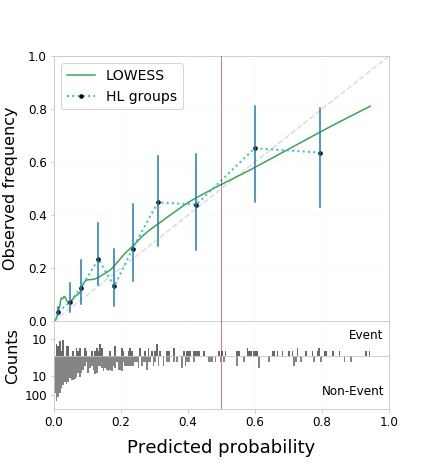 1.0
LOWESS
HL groups
0.8
0.6
0.4
0.2
0.0
Observed frequency
10
10
100
Counts
Event
Non-Event
0.0 0.2 0.4 0.6 0.8 1.0
Predicted probability